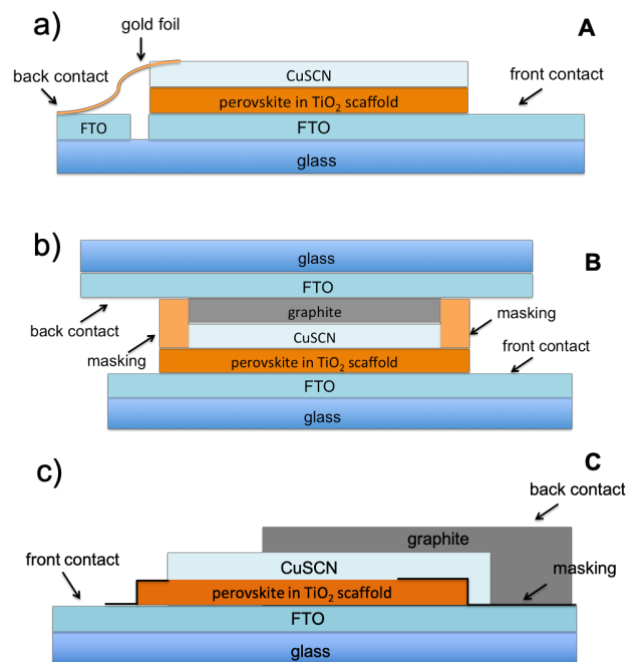 a)
A
gold foil
back contact
CuSCN
front contact
perovskite in TiO₂ scaffold
FTO
FTO
glass
b)
B
glass
FTO
graphite
back contact
masking
masking
CuSCN
front contact
perovskite in TiO₂ scaffold
FTO
glass
c)
C
back contact
graphite
front contact
CuSCN
masking
perovskite in TiO₂ scaffold
FTO
glass